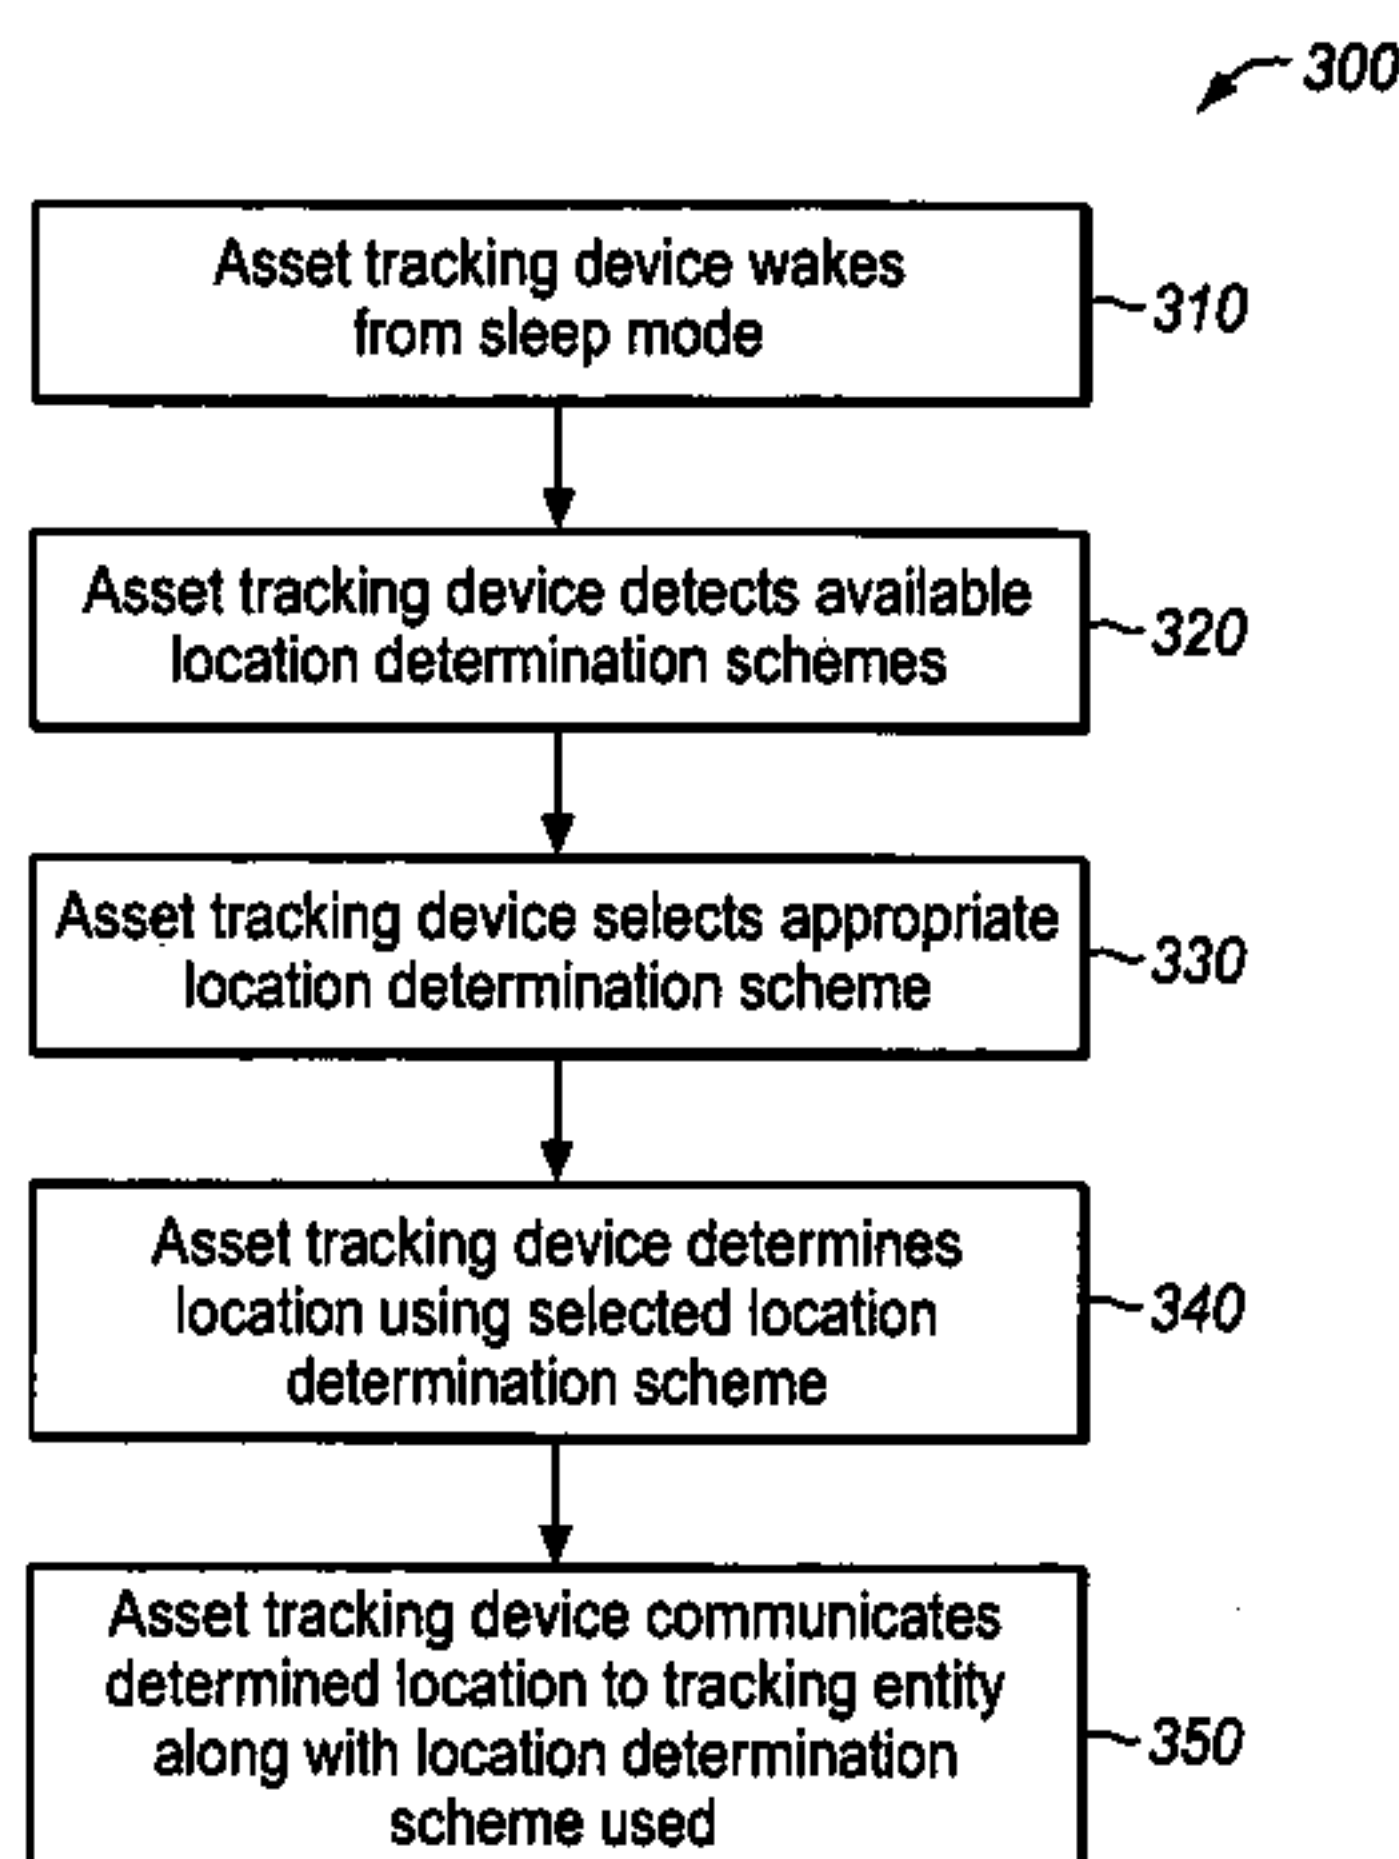 300
Asset tracking device wakes
from sleep mode
310
Asset tracking device detects available
location determination schemes
320
Asset tracking device selects appropriate
location determination scheme
330
Asset tracking device determines
location using selected location
determination scheme
340
Asset tracking device communicates
determined location to tracking entity
along with location determination
scheme used
350